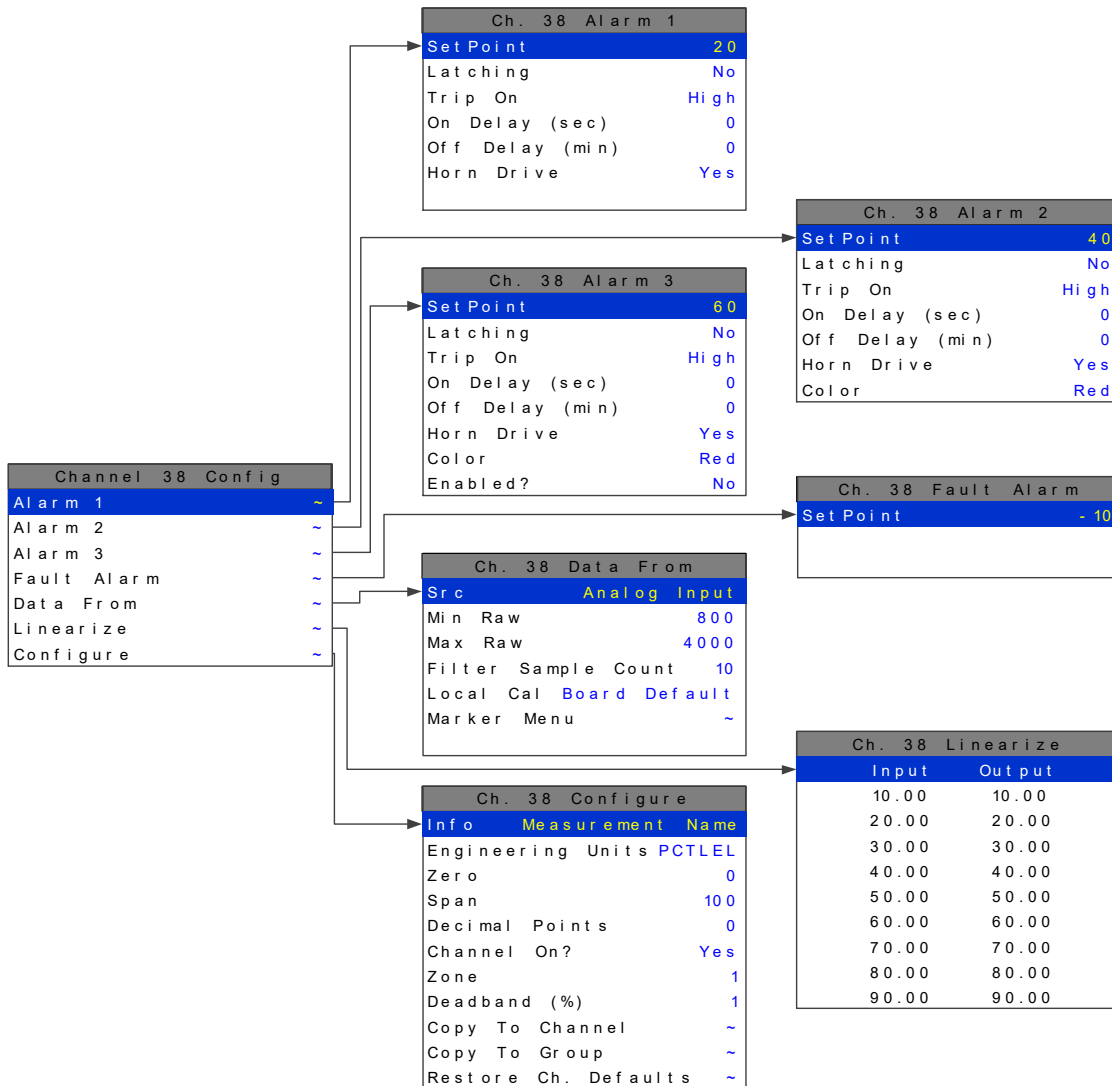 Ch. 38 Alarm 1
SetPoint 20
Latching No
Trip On High
On Delay (sec) 0
Off Delay (min) 0
Horn Drive Yes
Ch. 38 Alarm 2
SetPoint 40
Latching No
Trip On High
On Delay (sec) 0
Off Delay (min) 0
Horn Drive Yes
Color Red
Ch. 38 Alarm 3
SetPoint 60
Latching No
Trip On High
On Delay (sec) 0
Off Delay (min) 0
Horn Drive Yes
Color Red
Enabled? No
Channel 38 Config
Alarm 1 ~
Alarm 2 ~
Alarm 3 ~
Fault Alarm ~
Data From ~
Linearize ~
Configure ~
Ch. 38 Fault Alarm
SetPoint -10
Ch. 38 Data From
Src Analog Input
Min Raw 800
Max Raw 4000
Filter Sample Count 10
Local Cal Board Default
Marker Menu ~
Ch. 38 Linearize
Input Output
10.00 10.00
20.00 20.00
30.00 30.00
40.00 40.00
50.00 50.00
60.00 60.00
70.00 70.00
80.00 80.00
90.00 90.00
Ch. 38 Configure
Info Measurement Name
Engineering Units PCTLEL
Zero 0
Span 100
Decimal Points 0
Channel On? Yes
Zone 1
Deadband (%) 1
Copy To Channel ~
Copy To Group ~
Restore Ch. Defaults ~